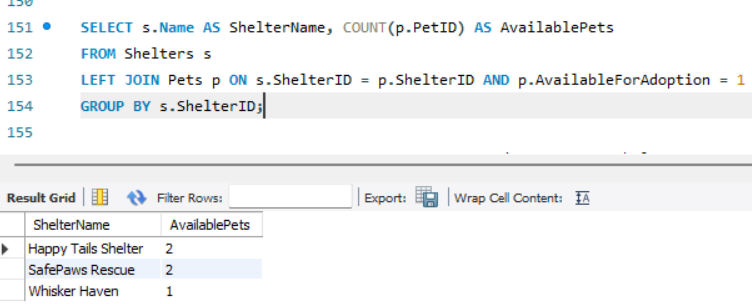 150
151 SELECT s.Name AS ShelterName, COUNT(p.PetID) AS AvailablePets
152 FROM Shelters s
153 LEFT JOIN Pets p ON s.ShelterID = p.ShelterID AND p.AvailableForAdoption = 1
154 GROUP BY s.ShelterID;
155
Result Grid Filter Rows: Export: Wrap Cell Content:
ShelterName AvailablePets
Happy Tails Shelter 2
SafePaws Rescue 2
Whisker Haven 1